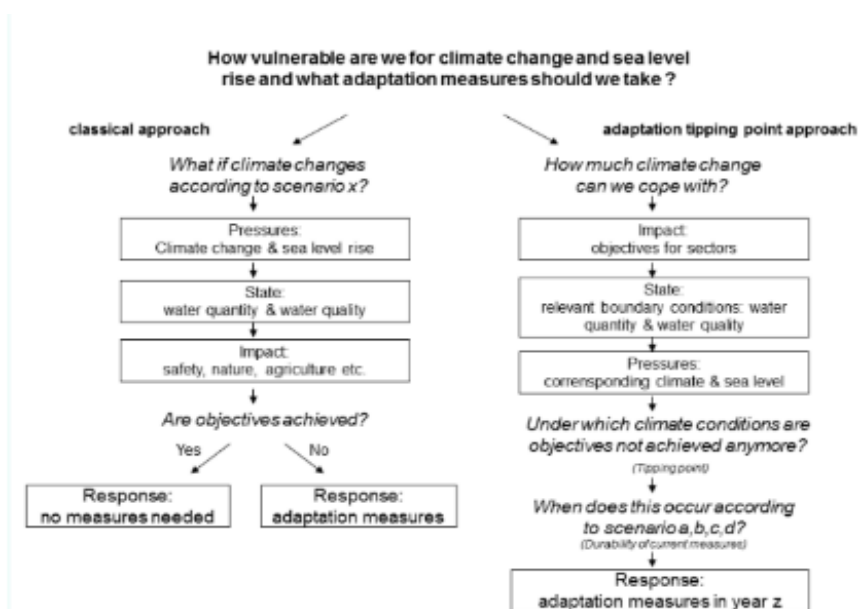 How vulnerable are we for climate change and sea level
rise and what adaptation measures should we take ?
classical approach
What if climate changes
according to scenario x?
Pressures:
Climate change & sea level rise
State:
water quantity & water quality
Impact:
safety, nature, agriculture etc.
Are objectives achieved?
Yes
No
Response:
no measures needed
Response:
adaptation measures
adaptation tipping point approach
How much climate change
can we cope with?
Impact:
objectives for sectors
State:
relevant boundary conditions: water
quantity & water quality
Pressures:
corrensponding climate & sea level
Under which climate conditions are
objectives not achieved anymore?
(Tipping point)
When does this occur according
to scenario a,b,c,d?
(Durability of current measures)
Response:
adaptation measures in year z